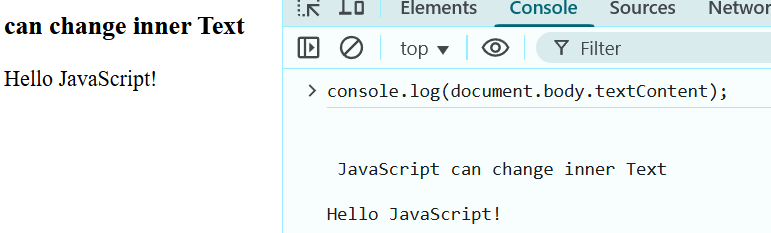 can change inner Text
Hello JavaScript!
Elements Console Sources Networ
top Filter
console.log(document.body.textContent);
JavaScript can change inner Text
Hello JavaScript!